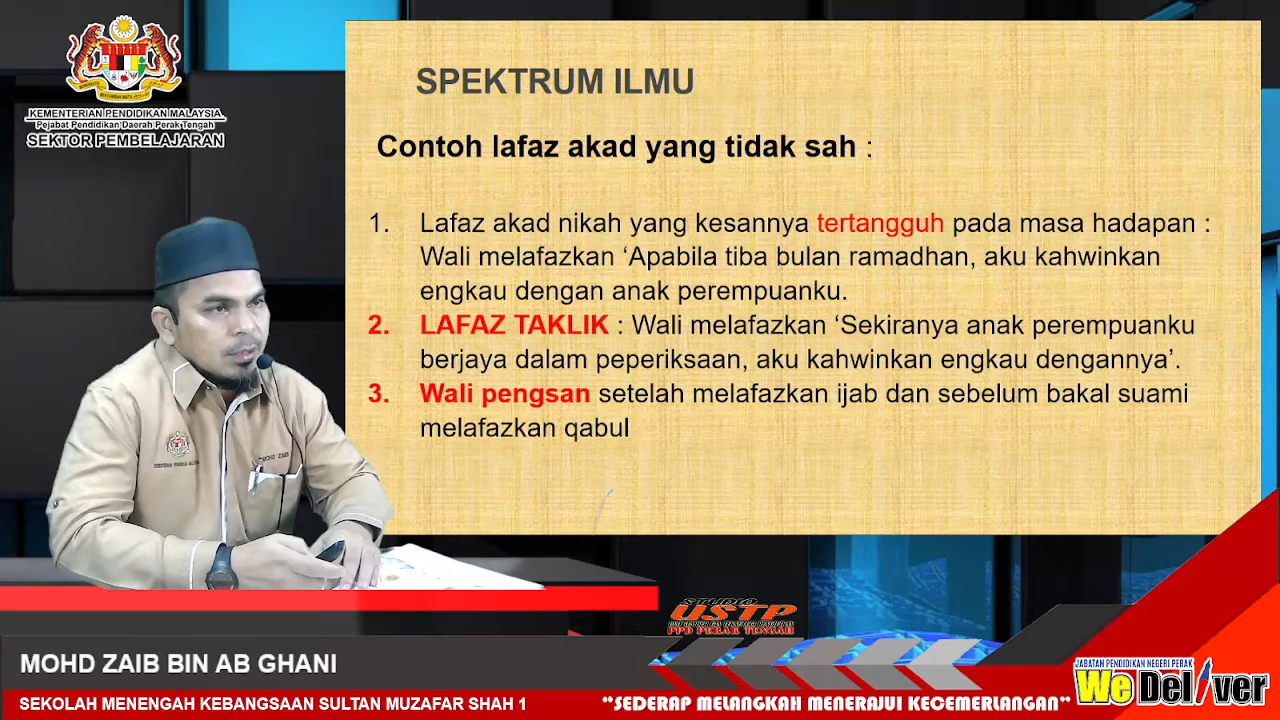 KEMENTERIAN PENDIDIKAN MALAYSIA
Pejabat Pendidikan Daerah Perak Tengah
SEKTOR PEMBELAJARAN
SPEKTRUM ILMU
Contoh lafaz akad yang tidak sah :
1. Lafaz akad nikah yang kesannya tertangguh pada masa hadapan :
Wali melafazkan ‘Apabila tiba bulan ramadhan, aku kahwinkan
engkau dengan anak perempuanku.
2. LAFAZ TAKLIK : Wali melafazkan ‘Sekiranya anak perempuanku
berjaya dalam peperiksaan, aku kahwinkan engkau dengannya’.
3. Wali pengsan setelah melafazkan ijab dan sebelum bakal suami
melafazkan qabul
MOHD ZAIB
STUDIO
USTP
PPD PERAK TENGAH
MOHD ZAIB BIN AB GHANI
JABATAN PENDIDIKAN NEGERI PERAK
We Deliver
SEKOLAH MENENGAH KEBANGSAAN SULTAN MUZAFAR SHAH 1
"SEDERAP MELANGKAH MENERAJUI KECEMERLANGAN"